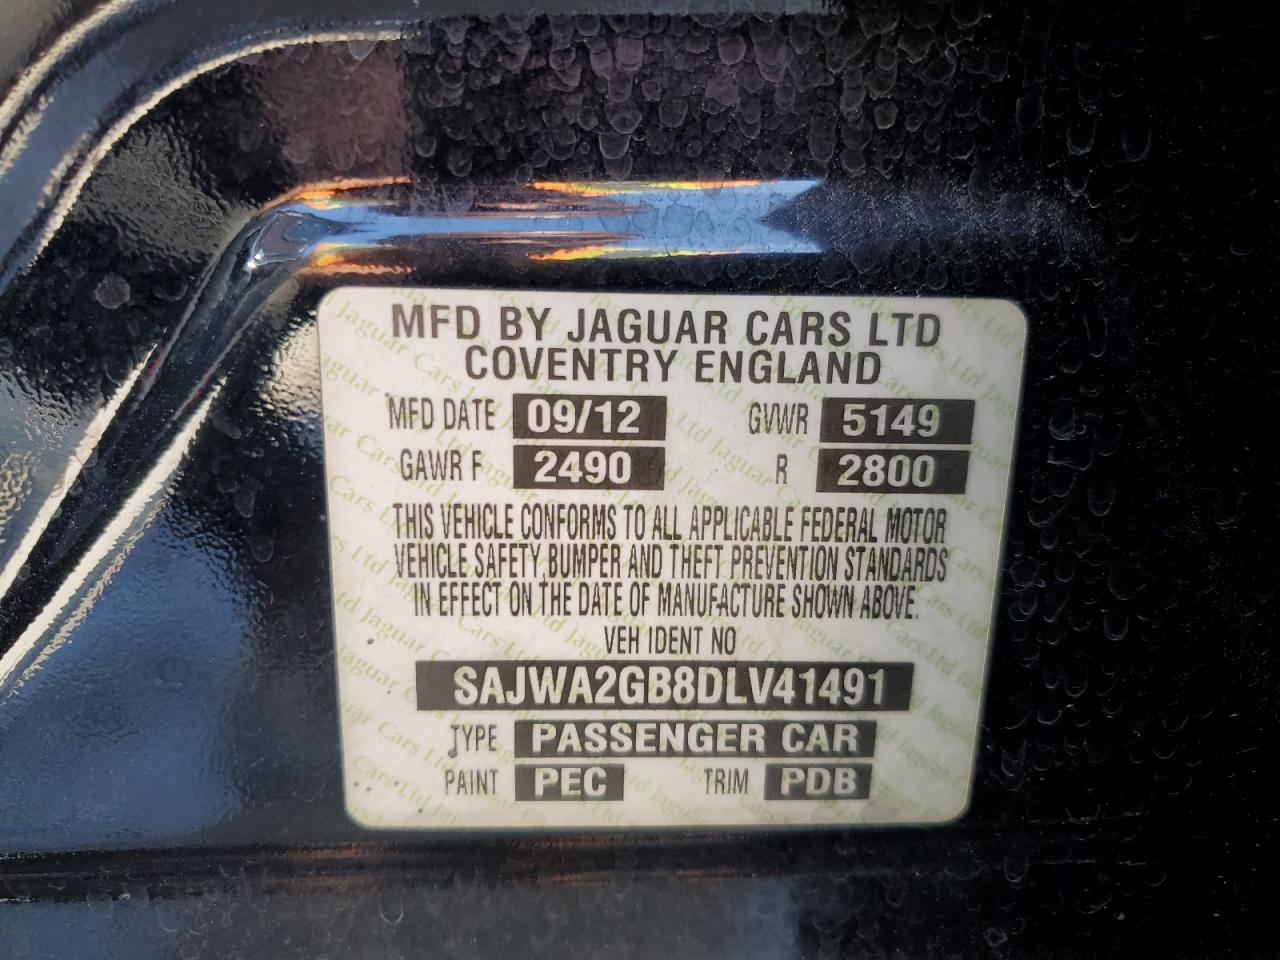 MFD BY JAGUAR CARS LTD
COVENTRY ENGLAND
MFD DATE 09/12 GVWR 5149
GAWR F 2490 R 2800
THIS VEHICLE CONFORMS TO ALL APPLICABLE FEDERAL MOTOR
VEHICLE SAFETY, BUMPER AND THEFT PREVENTION STANDARDS
IN EFFECT ON THE DATE OF MANUFACTURE SHOWN ABOVE.
VEH IDENT NO
SAJWA2GB8DLV41491
TYPE PASSENGER CAR
PAINT PEC TRIM PDB